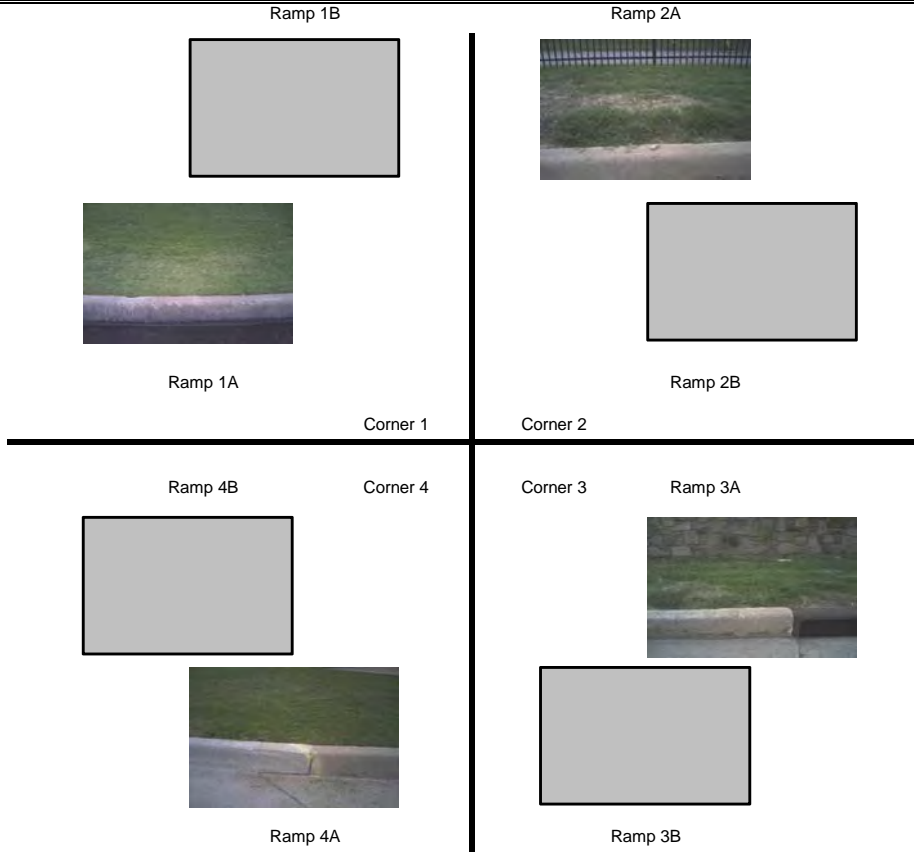 Ramp 1B
Ramp 2A
Ramp 1A
Ramp 2B
Corner 1
Corner 2
Ramp 4B
Corner 4
Corner 3
Ramp 3A
Ramp 4A
Ramp 3B